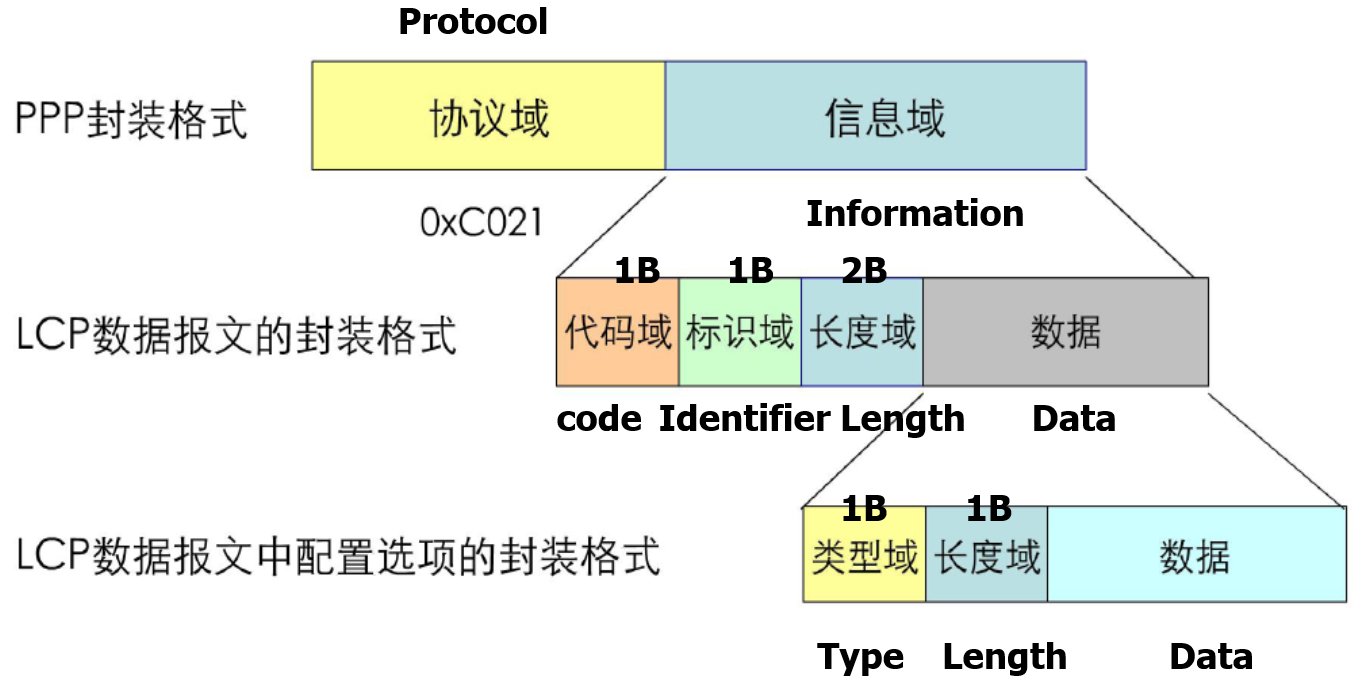 Protocol
PPP封装格式
协议域 信息域
0xC021
Information
1B 1B 2B
LCP数据报文的封装格式
代码域 标识域 长度域 数据
code Identifier Length Data
1B 1B
LCP数据报文中配置选项的封装格式
类型域 长度域 数据
Type Length Data